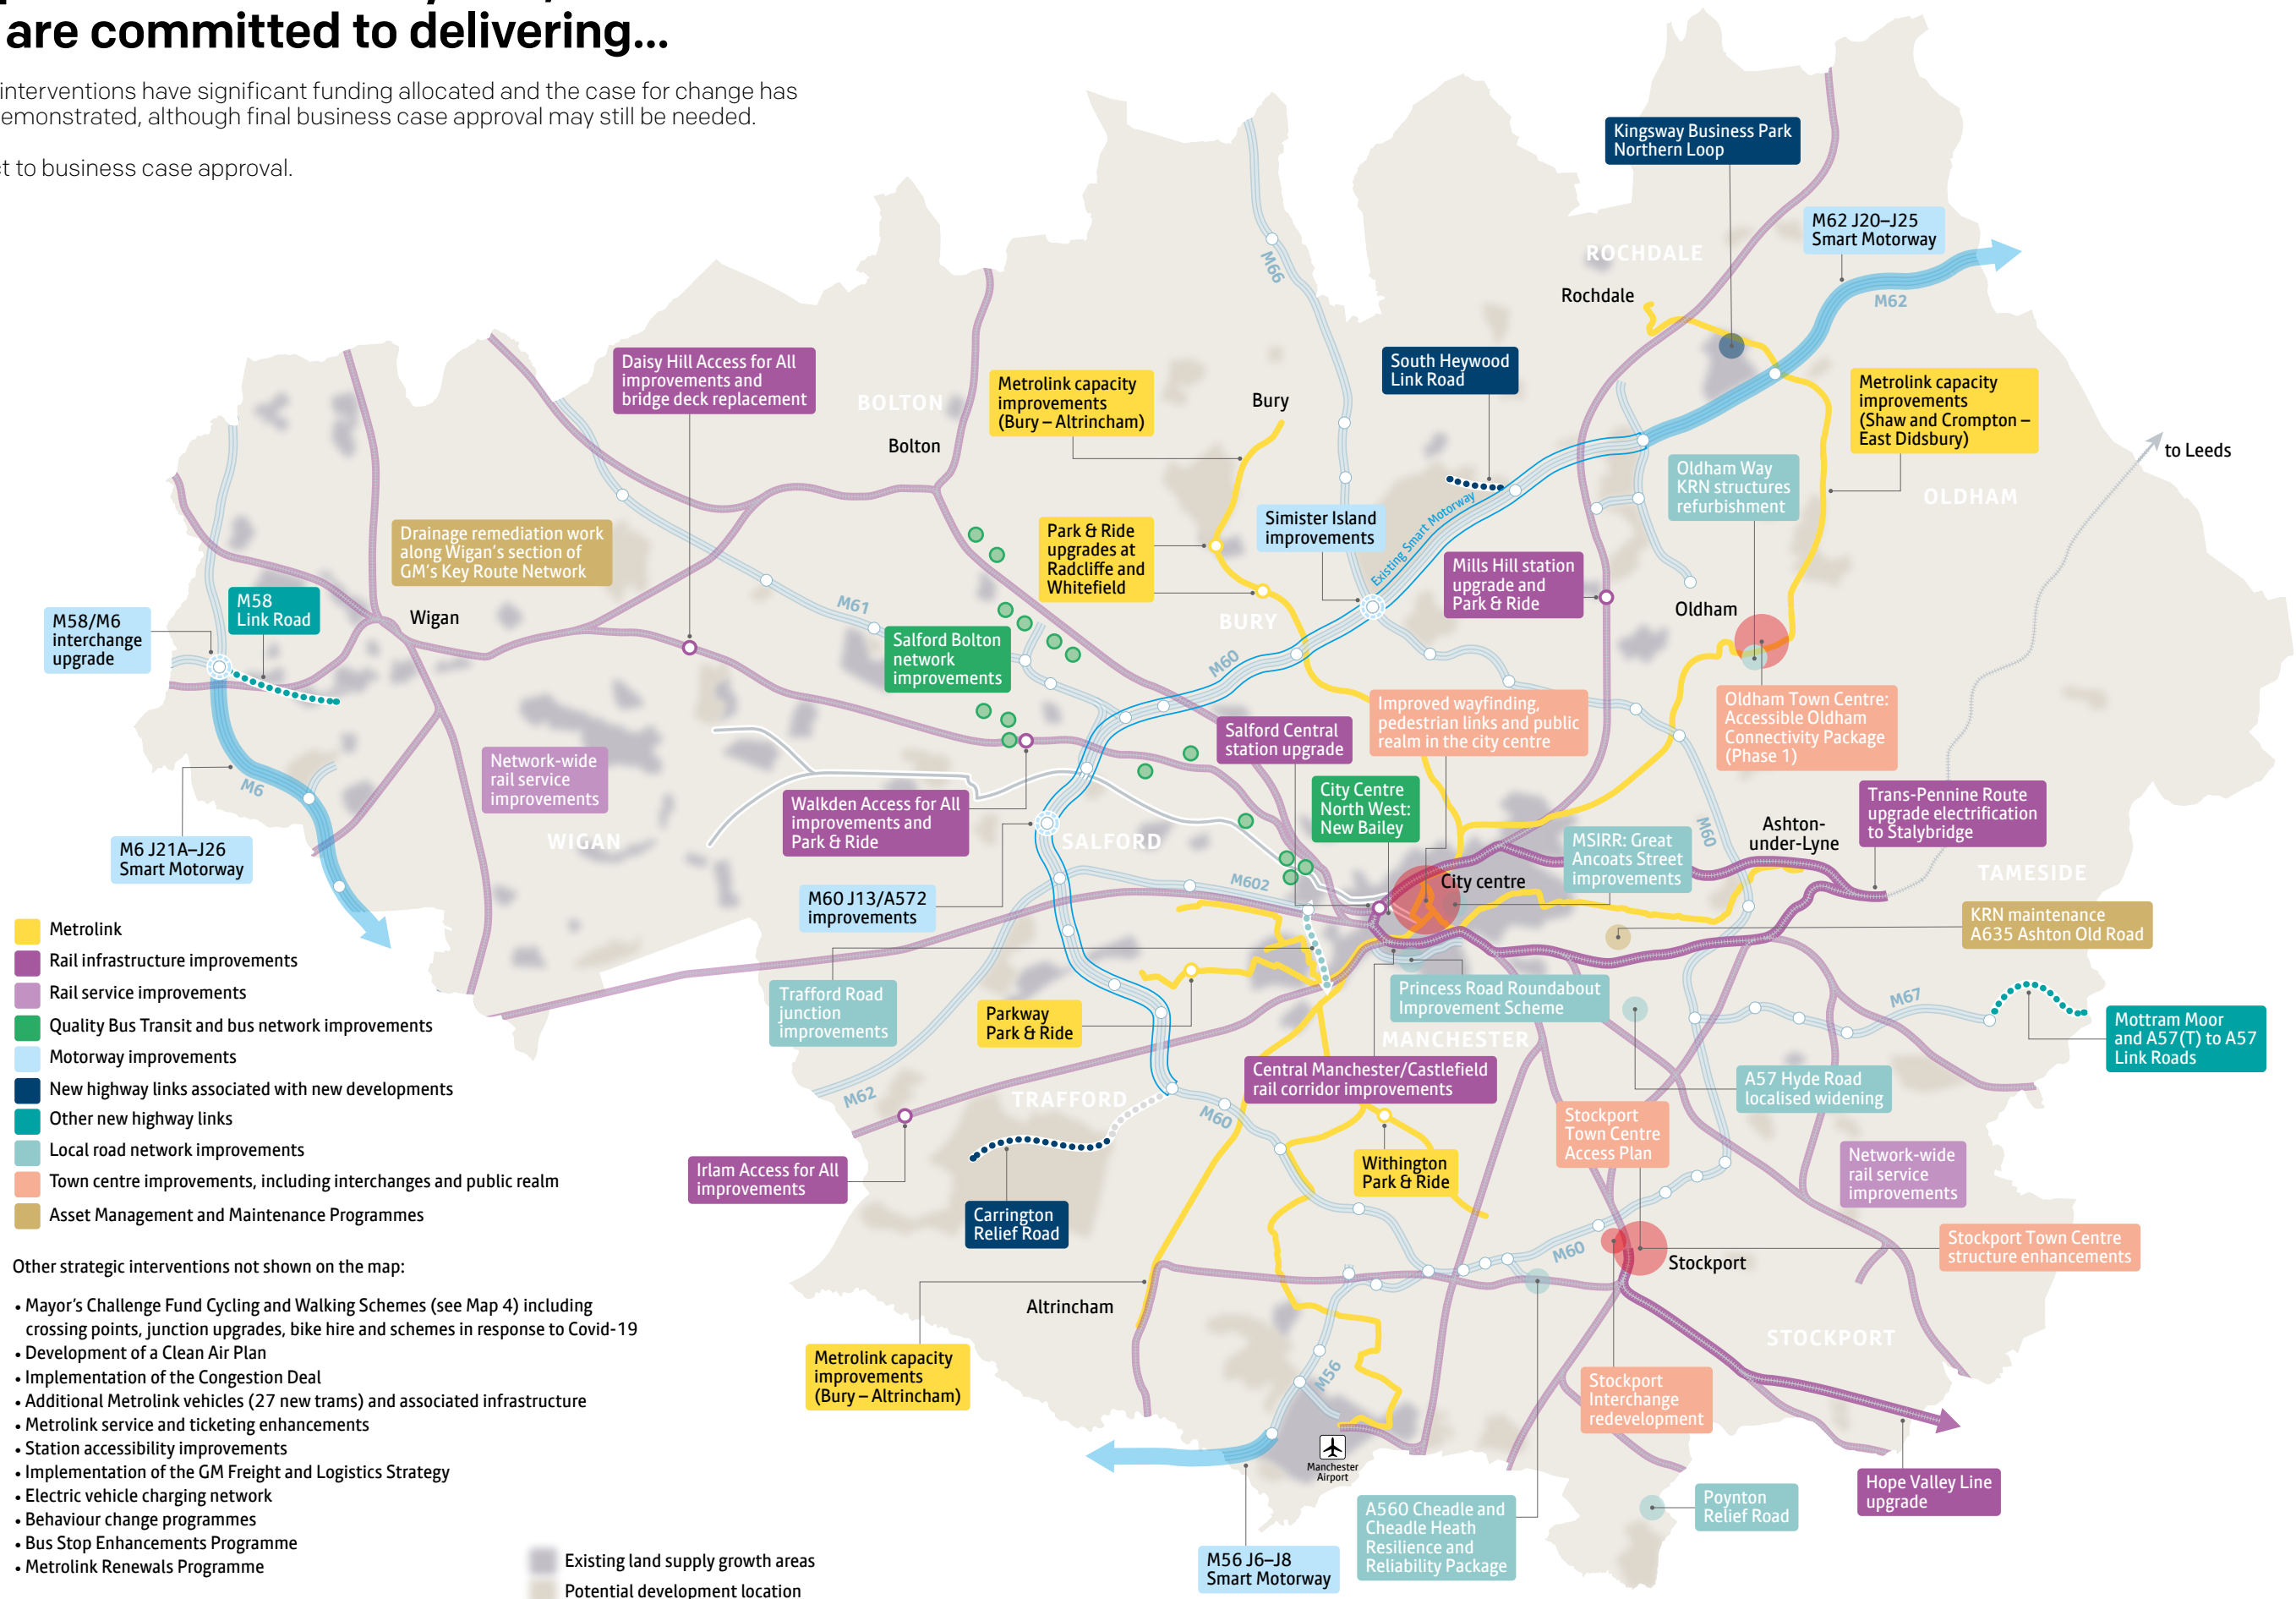 are committed to delivering...
interventions have significant funding allocated and the case for change has
emonstrated, although final business case approval may still be needed.
ct to business case approval.
Kingsway Business Park
Northern Loop
M62 J20–J25
Smart Motorway
ROCHDALE
Rochdale
M62
M66
Daisy Hill Access for All
improvements and
bridge deck replacement
BOLTON
Bolton
Metrolink capacity
improvements
(Bury – Altrincham)
Bury
South Heywood
Link Road
Metrolink capacity
improvements
(Shaw and Crompton –
East Didsbury)
to Leeds
OLDHAM
Oldham Way
KRN structures
refurbishment
Existing Smart Motorway
Simister Island
improvements
Park & Ride
upgrades at
Radcliffe and
Whitefield
Mills Hill station
upgrade and
Park & Ride
Drainage remediation work
along Wigan's section of
GM's Key Route Network
M58/M6
interchange
upgrade
M58
Link Road
Wigan
M61
Salford Bolton
network
improvements
BURY
M60
Oldham
Oldham Town Centre:
Accessible Oldham
Connectivity Package
(Phase 1)
Improved wayfinding,
pedestrian links and public
realm in the city centre
Salford Central
station upgrade
Network-wide
rail service
improvements
M6
M6 J21A–J26
Smart Motorway
WIGAN
Walkden Access for All
improvements and
Park & Ride
SALFORD
City Centre
North West:
New Bailey
MSIRR: Great
Ancoats Street
improvements
M60
Ashton-
under-Lyne
Trans-Pennine Route
upgrade electrification
to Stalybridge
TAMESIDE
M60 J13/A572
improvements
M602
City centre
KRN maintenance
A635 Ashton Old Road
Metrolink
Rail infrastructure improvements
Rail service improvements
Quality Bus Transit and bus network improvements
Motorway improvements
New highway links associated with new developments
Other new highway links
Local road network improvements
Town centre improvements, including interchanges and public realm
Asset Management and Maintenance Programmes
Trafford Road
junction
improvements
Parkway
Park & Ride
Princess Road Roundabout
Improvement Scheme
MANCHESTER
M67
Mottram Moor
and A57(T) to A57
Link Roads
Central Manchester/Castlefield
rail corridor improvements
A57 Hyde Road
localised widening
M62
TRAFFORD
M60
Stockport
Town Centre
Access Plan
Irlam Access for All
improvements
Withington
Park & Ride
Network-wide
rail service
improvements
Carrington
Relief Road
Stockport Town Centre
structure enhancements
M60
Stockport
Altrincham
STOCKPORT
Metrolink capacity
improvements
(Bury – Altrincham)
M56
Stockport
Interchange
redevelopment
Manchester
Airport
Hope Valley Line
upgrade
A560 Cheadle and
Cheadle Heath
Resilience and
Reliability Package
Poynton
Relief Road
M56 J6–J8
Smart Motorway
Other strategic interventions not shown on the map:
• Mayor's Challenge Fund Cycling and Walking Schemes (see Map 4) including
crossing points, junction upgrades, bike hire and schemes in response to Covid-19
• Development of a Clean Air Plan
• Implementation of the Congestion Deal
• Additional Metrolink vehicles (27 new trams) and associated infrastructure
• Metrolink service and ticketing enhancements
• Station accessibility improvements
• Implementation of the GM Freight and Logistics Strategy
• Electric vehicle charging network
• Behaviour change programmes
• Bus Stop Enhancements Programme
• Metrolink Renewals Programme
Existing land supply growth areas
Potential development location